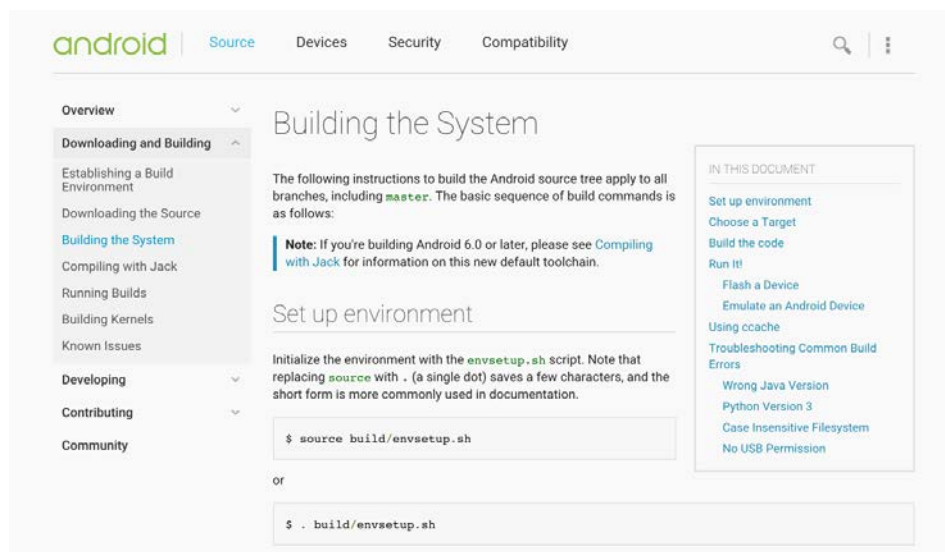 android
Source
Devices
Security
Compatibility
Overview
Downloading and Building
Establishing a Build
Environment
Downloading the Source
Building the System
Compiling with Jack
Running Builds
Building Kernels
Known Issues
Developing
Contributing
Community
Building the System
The following instructions to build the Android source tree apply to all
branches, including master. The basic sequence of build commands is
as follows:
Note: If you're building Android 6.0 or later, please see Compiling
with Jack for information on this new default toolchain.
Set up environment
Initialize the environment with the envsetup.sh script. Note that
replacing source with . (a single dot) saves a few characters, and the
short form is more commonly used in documentation.
$ source build/envsetup.sh
or
$ . build/envsetup.sh
IN THIS DOCUMENT
Set up environment
Choose a Target
Build the code
Run It!
Flash a Device
Emulate an Android Device
Using ccache
Troubleshooting Common Build
Errors
Wrong Java Version
Python Version 3
Case Insensitive Filesystem
No USB Permission